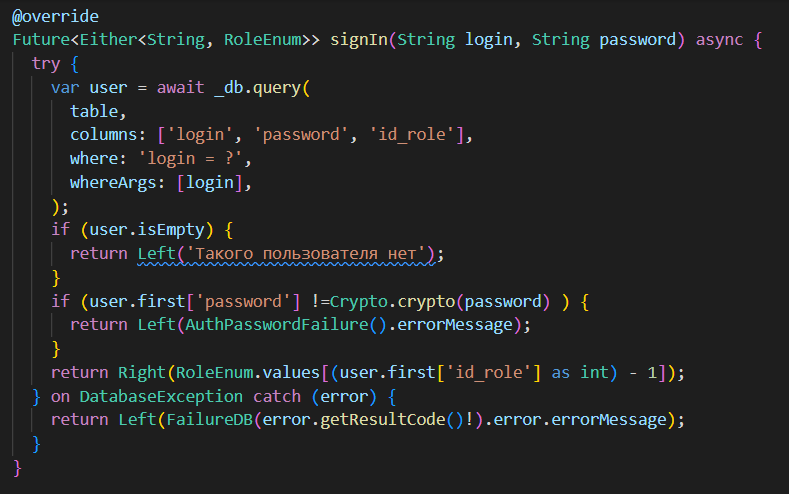 @override
Future<Either<String, RoleEnum>> signIn(String login, String password) async {
  try {
    var user = await _db.query(
      table,
      columns: ['login', 'password', 'id_role'],
      where: 'login = ?',
      whereArgs: [login],
    );
    if (user.isEmpty) {
      return Left('Такого пользователя нет');
    }
    if (user.first['password'] !=Crypto.crypto(password) ) {
      return Left(AuthPasswordFailure().errorMessage);
    }
    return Right(RoleEnum.values[(user.first['id_role'] as int) - 1]);
  } on DatabaseException catch (error) {
    return Left(FailureDB(error.getResultCode()!).error.errorMessage);
  }
}